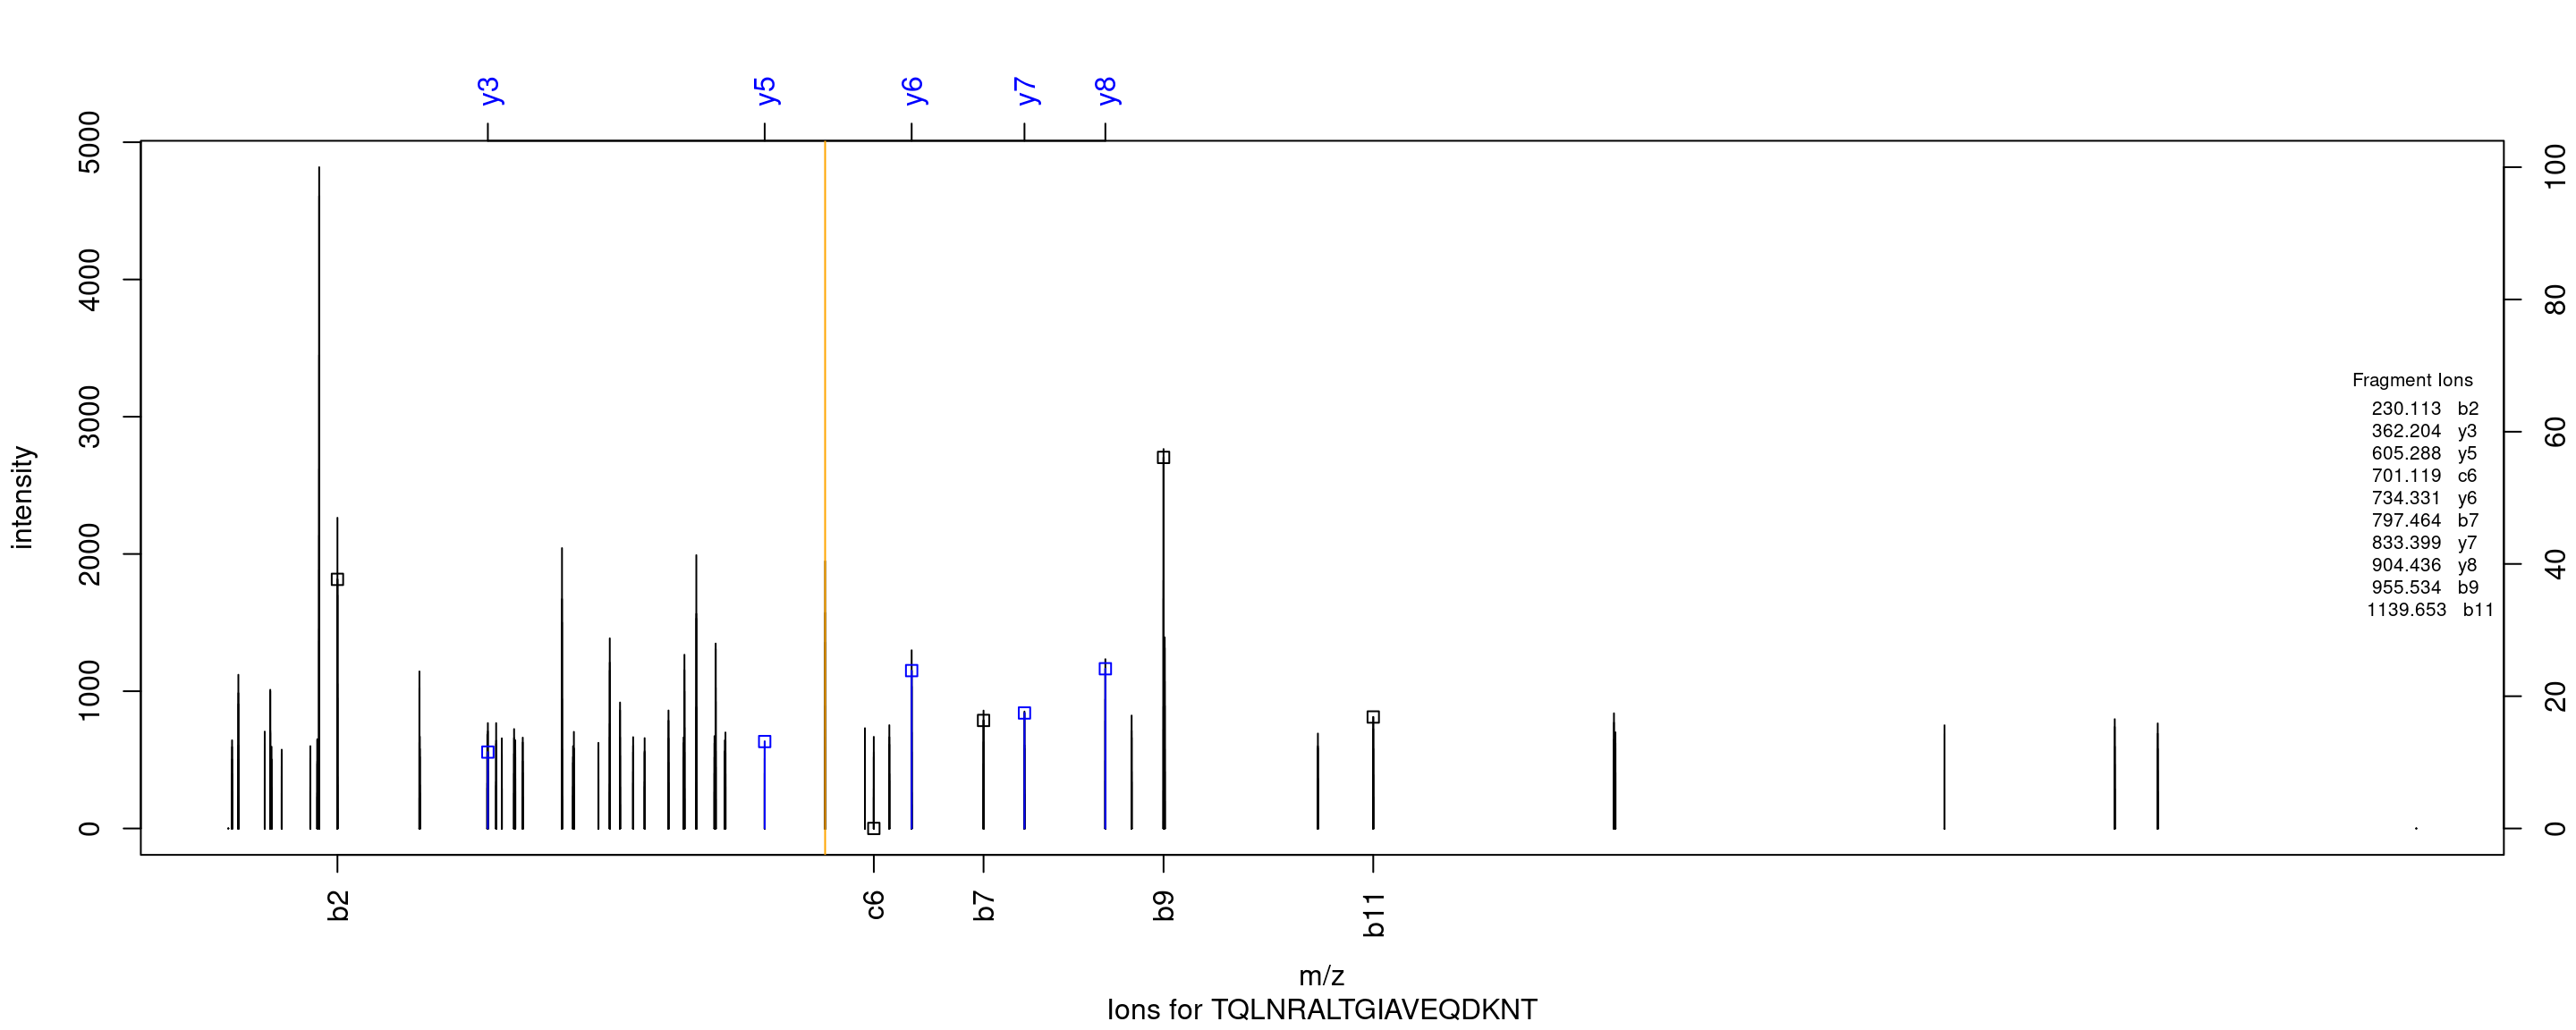 y3 y5 y6 y7 y8
5000
4000
3000
2000
1000
0
intensity
100
80
60
40
20
0
Fragment Ions
230.113 b2
362.204 y3
605.288 y5
701.119 c6
734.331 y6
797.464 b7
833.399 y7
904.436 y8
955.534 b9
1139.653 b11
b2 c6 b7 b9 b11
m/z
Ions for TQLNRALTGIAVEQDKNT